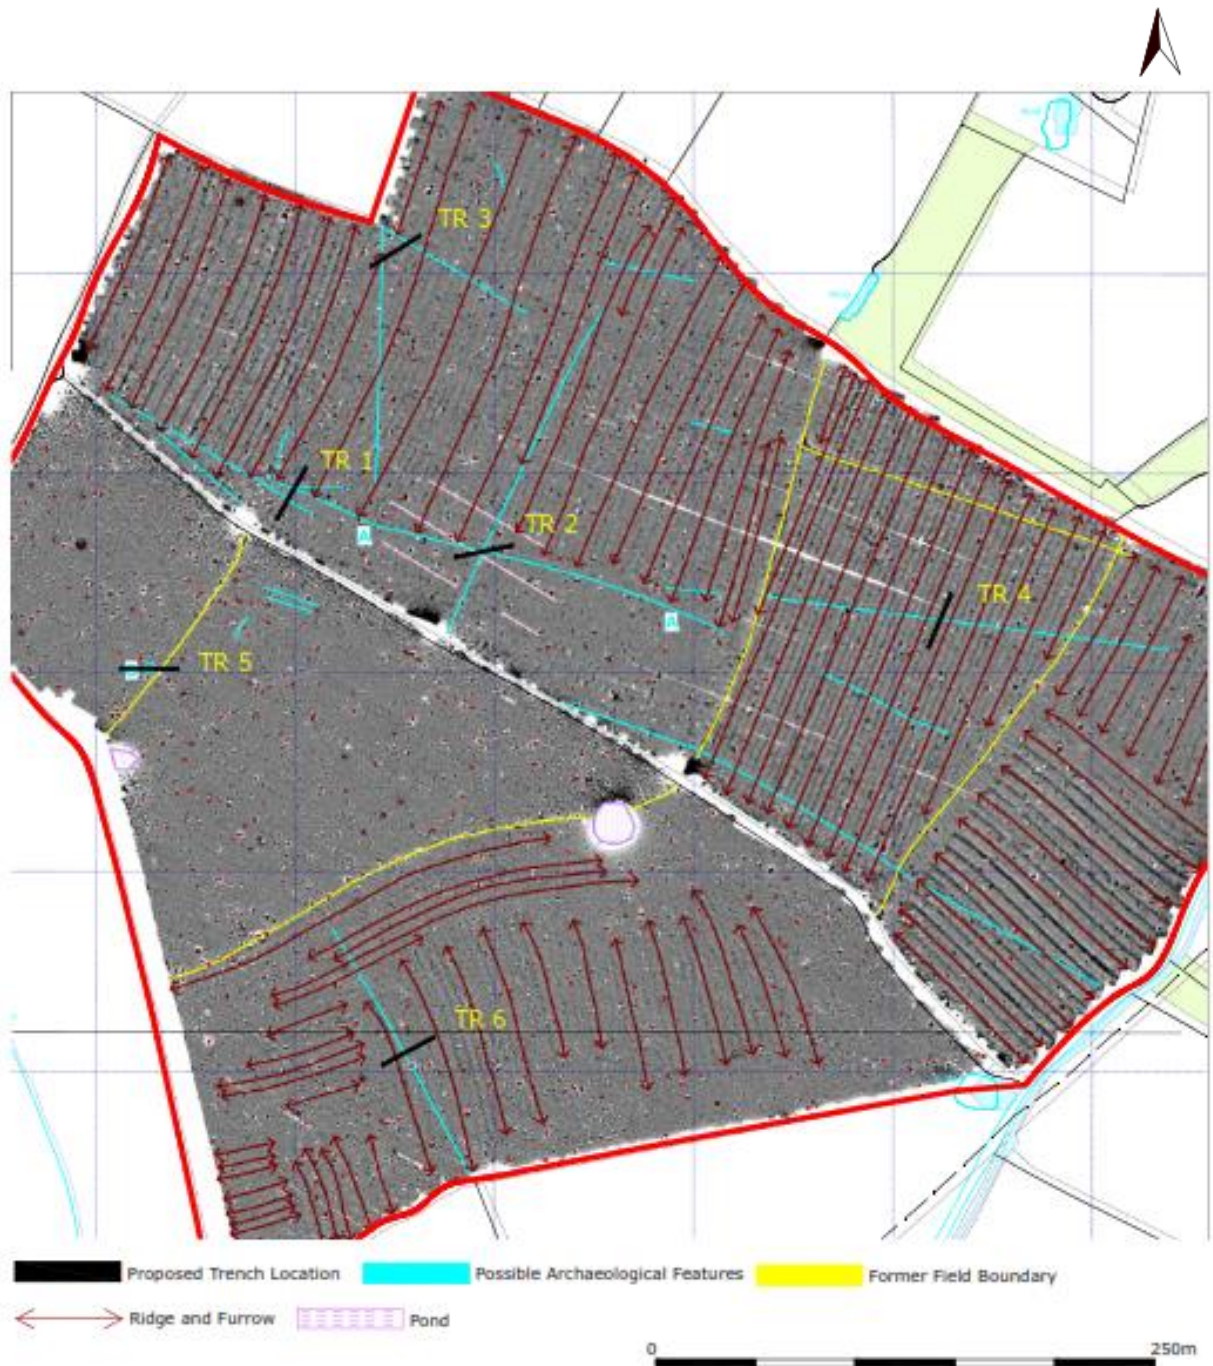 TR 3
TR 1
TR 2
A
TR 4
A
TR 5
TR 6
Proposed Trench Location
Possible Archaeological Features
Former Field Boundary
Ridge and Furrow
Pond
0
250m